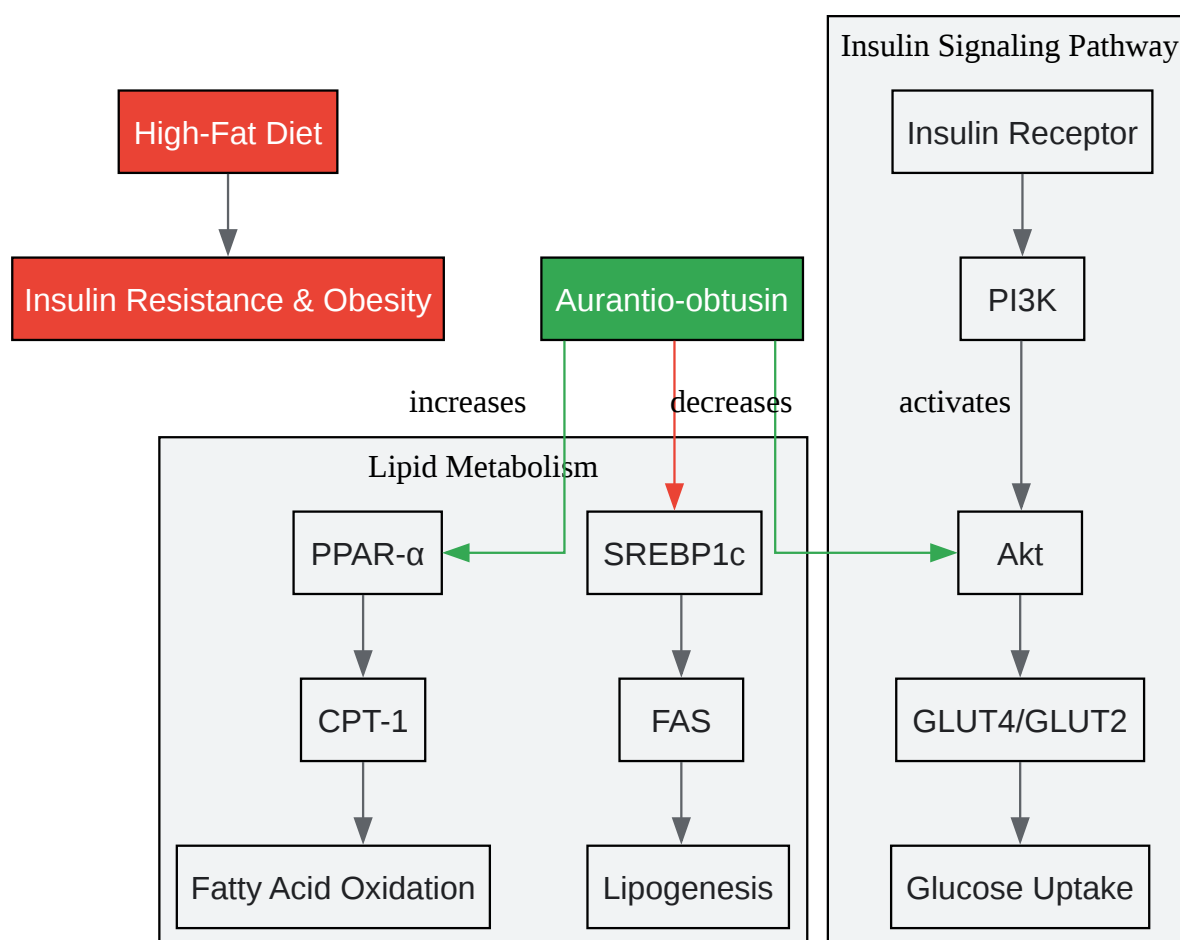 Insulin Signaling Pathway
High-Fat Diet
Insulin Receptor
Insulin Resistance & Obesity
Aurantio-obtusin
PI3K
increases
decreases
activates
Lipid Metabolism
PPAR-α
SREBP1c
Akt
CPT-1
FAS
GLUT4/GLUT2
Fatty Acid Oxidation
Lipogenesis
Glucose Uptake